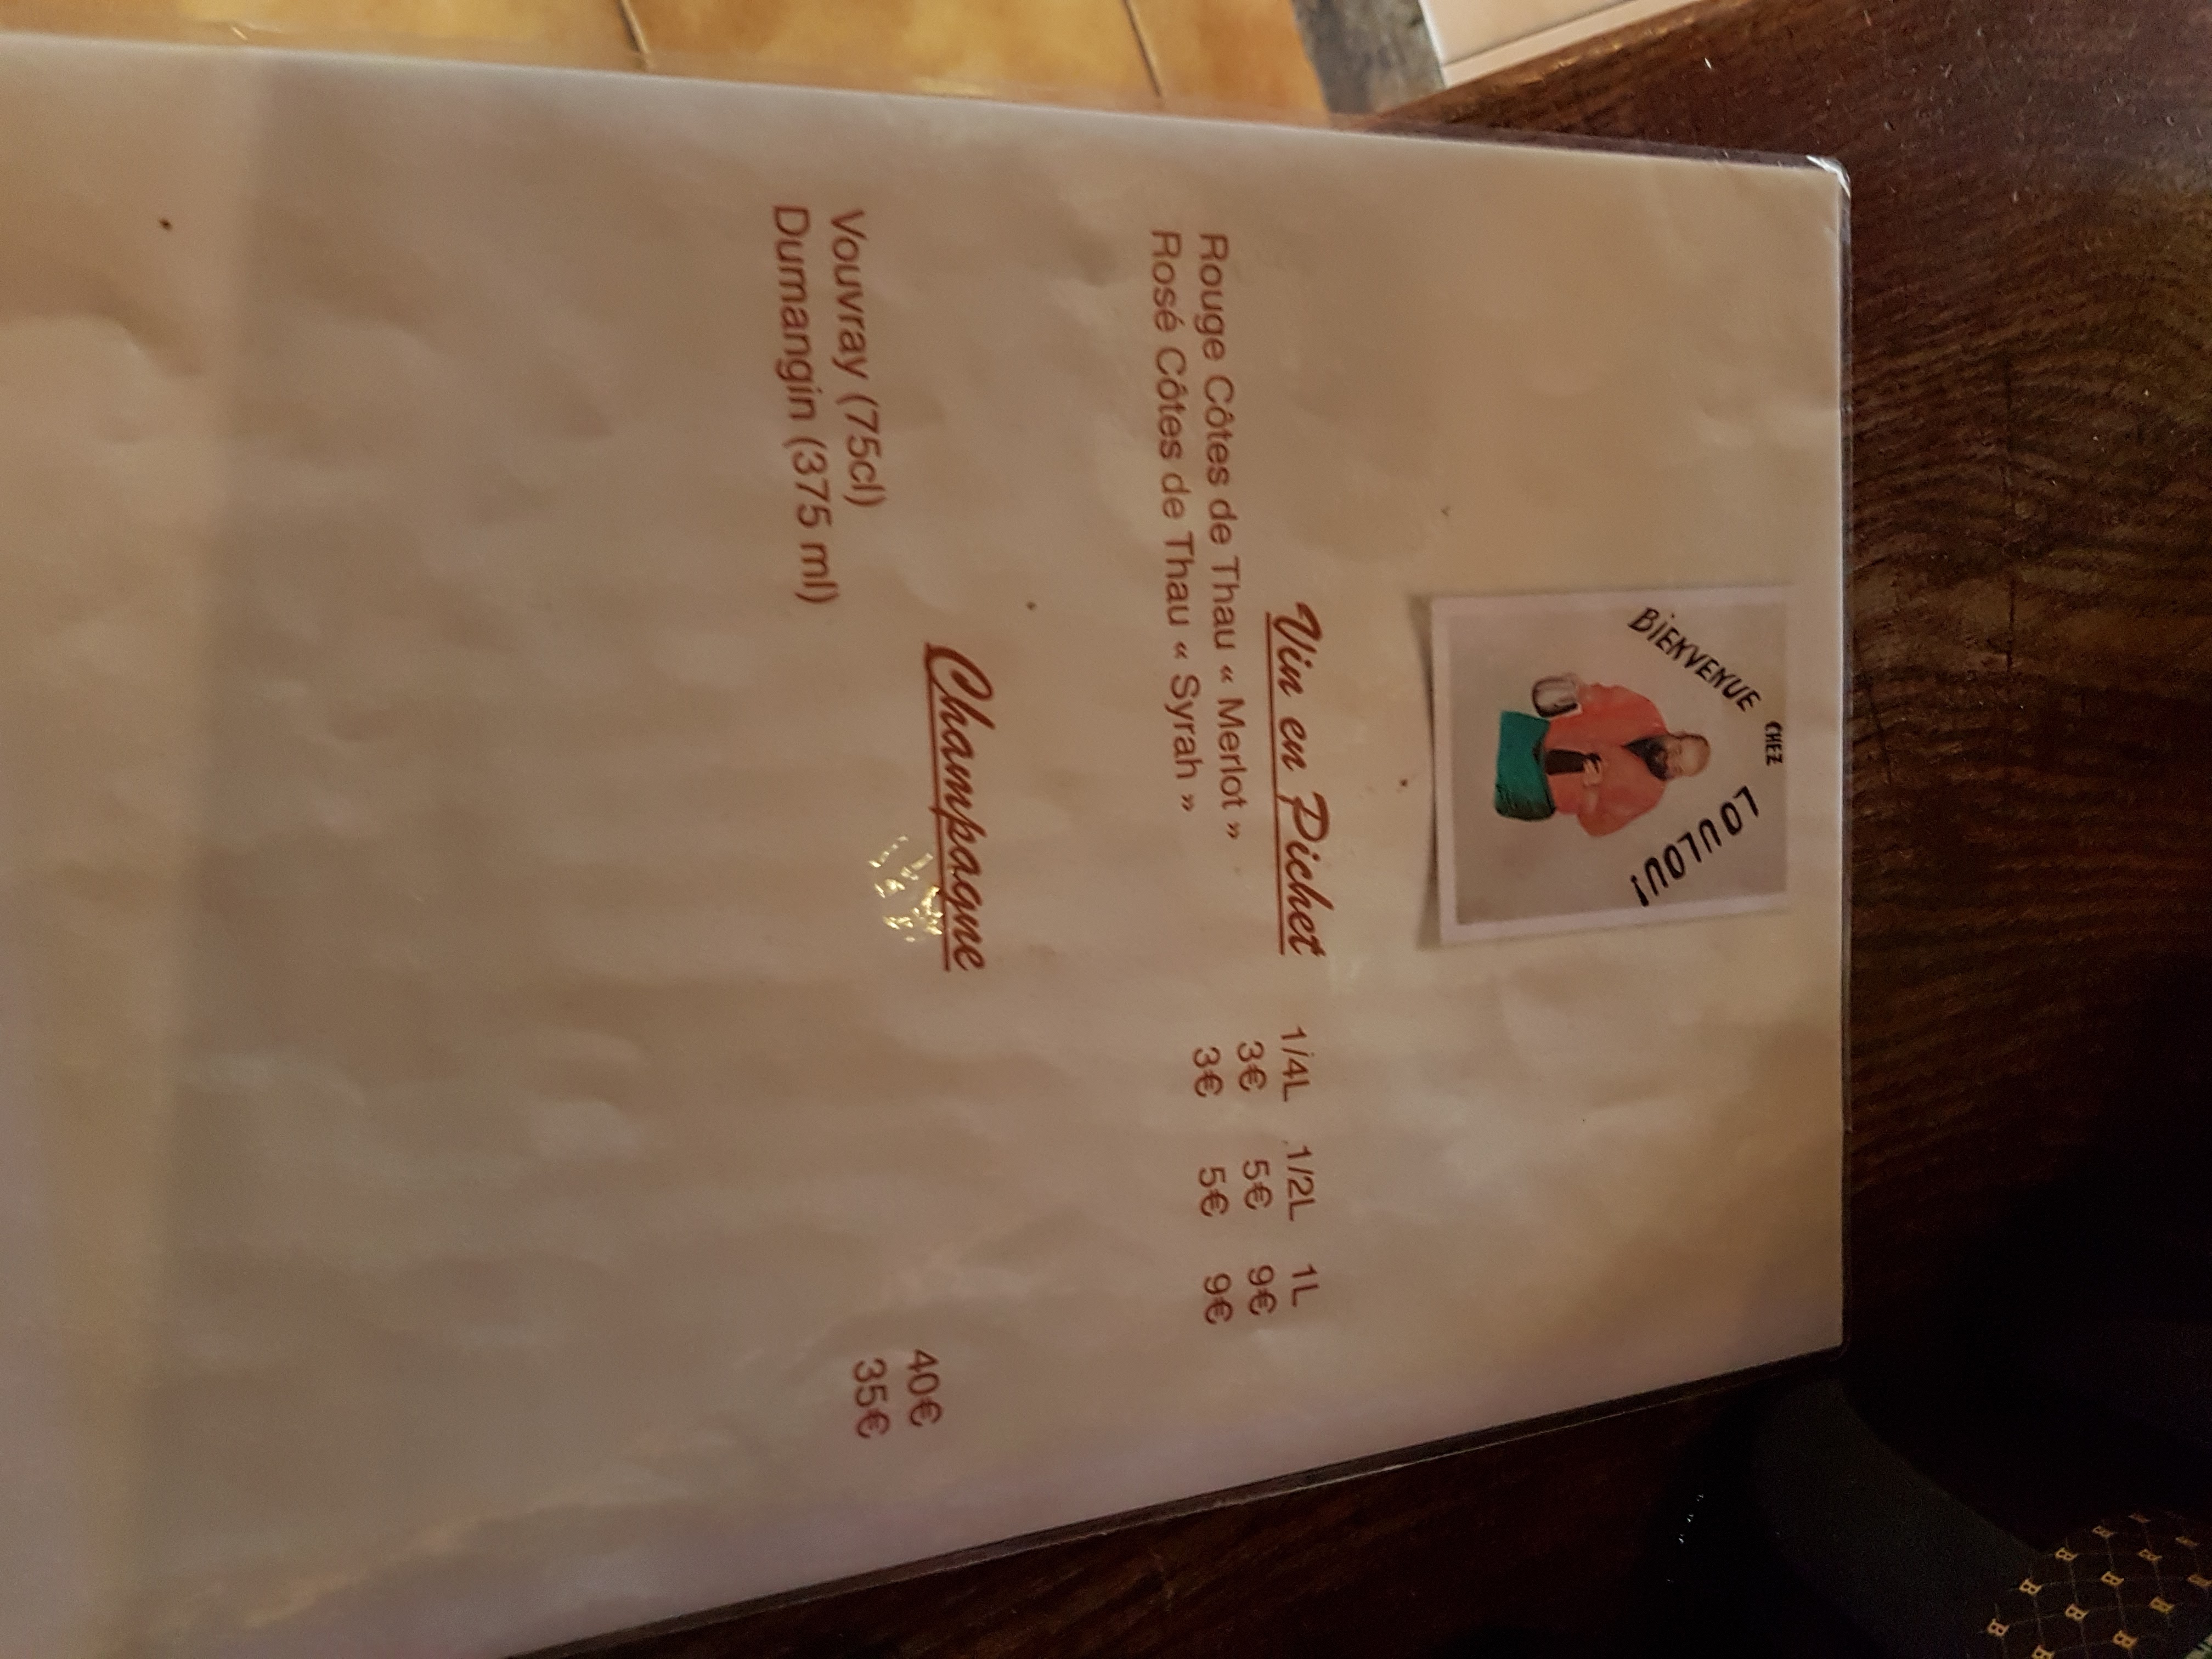 BIENVENUE CHEZ LOULOU!
Vin en Pichet 1/4L 1/2L 1L
Rouge Côtes de Thau « Merlot » 3€ 5€ 9€
Rosé Côtes de Thau « Syrah » 3€ 5€ 9€
Champagne
Vouvray (75cl) 40€
Dumangin (375 ml) 35€